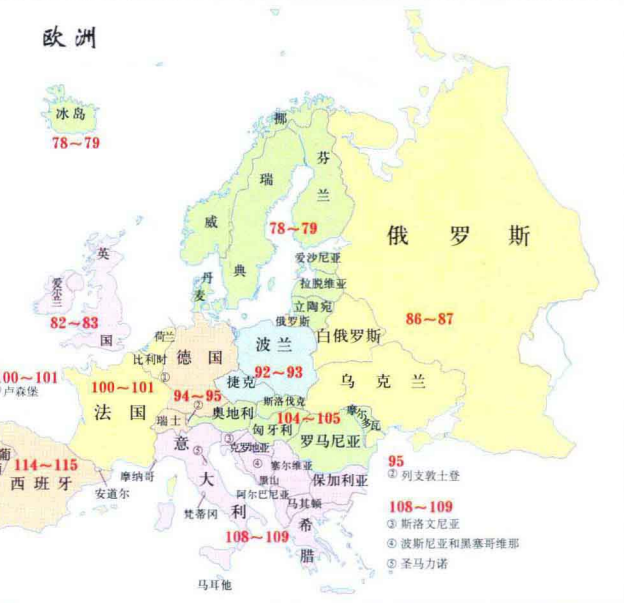 欧洲
冰岛
78~79
挪
威
瑞
典
芬
兰
78~79
俄罗斯
86~87
英
国
爱尔兰
82~83
丹麦
爱沙尼亚
拉脱维亚
立陶宛
俄罗斯
白俄罗斯
荷兰
比利时
①
德国
94~95
波兰
92~93
捷克
乌克兰
00~101
卢森堡
100~101
法国
斯洛伐克
104~105
摩尔多瓦
瑞士
②
奥地利
匈牙利
罗马尼亚
葡
114~115
西班牙
安道尔
摩纳哥
意
大
利
⑤
梵蒂冈
③
克罗地亚
④
塞尔维亚
黑山
阿尔巴尼亚
马其顿
保加利亚
希
腊
108~109
马耳他
95
② 列支敦士登
108~109
③ 斯洛文尼亚
④ 波斯尼亚和黑塞哥维那
⑤ 圣马力诺